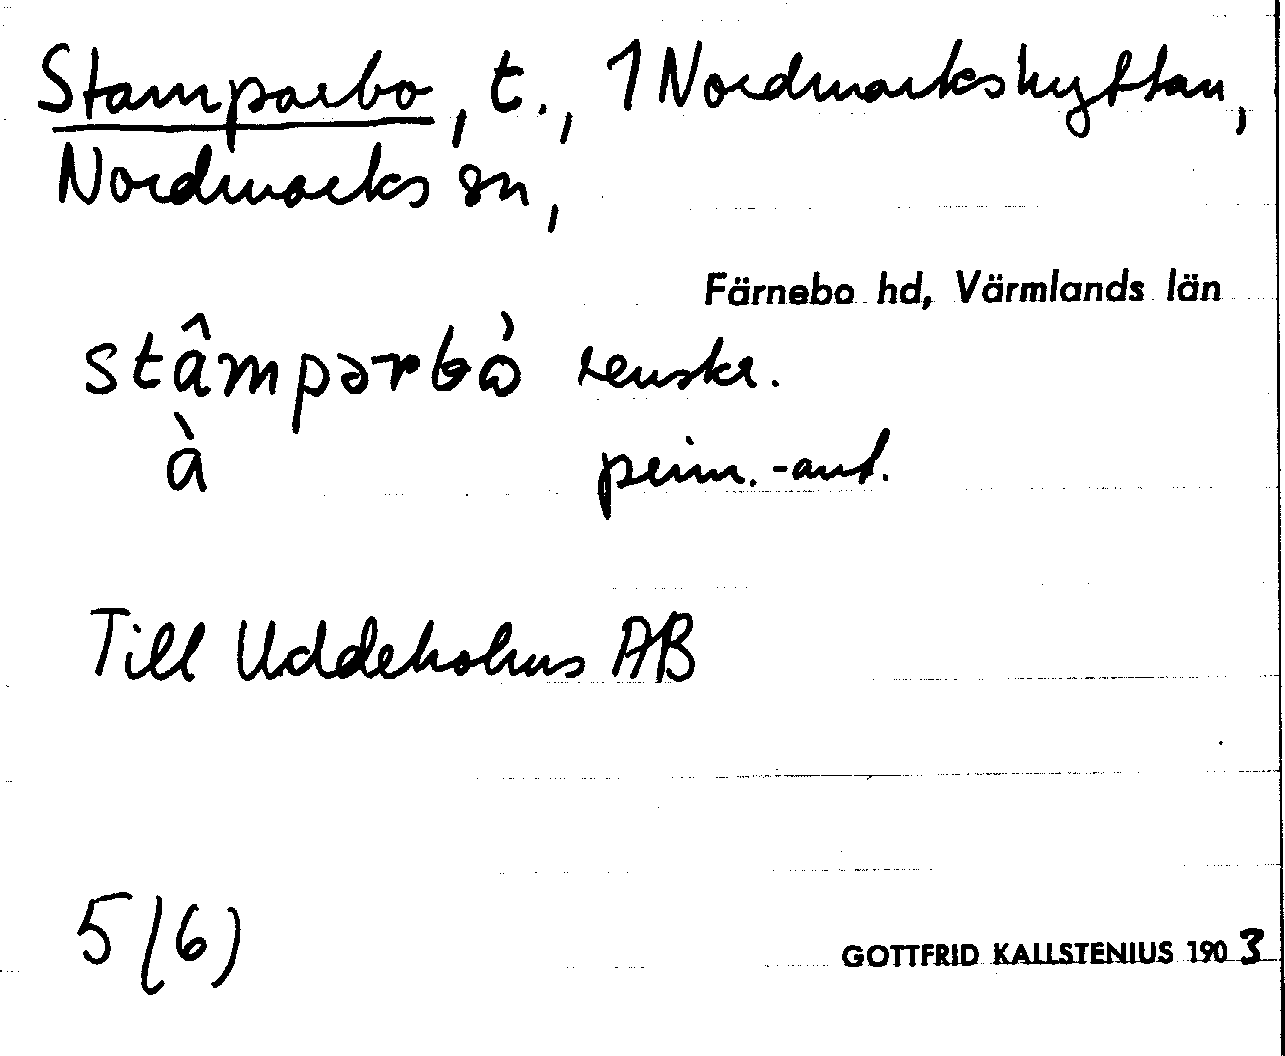 Stamparbo, t., 1 Nordmarkshyttan,
Nordmarks sn,
Färnebo hd, Värmlands län
stâmpərbò renskr.
à prim.-ant.
Till Uddeholms AB
5(6)
GOTTFRID KALLSTENIUS 1903